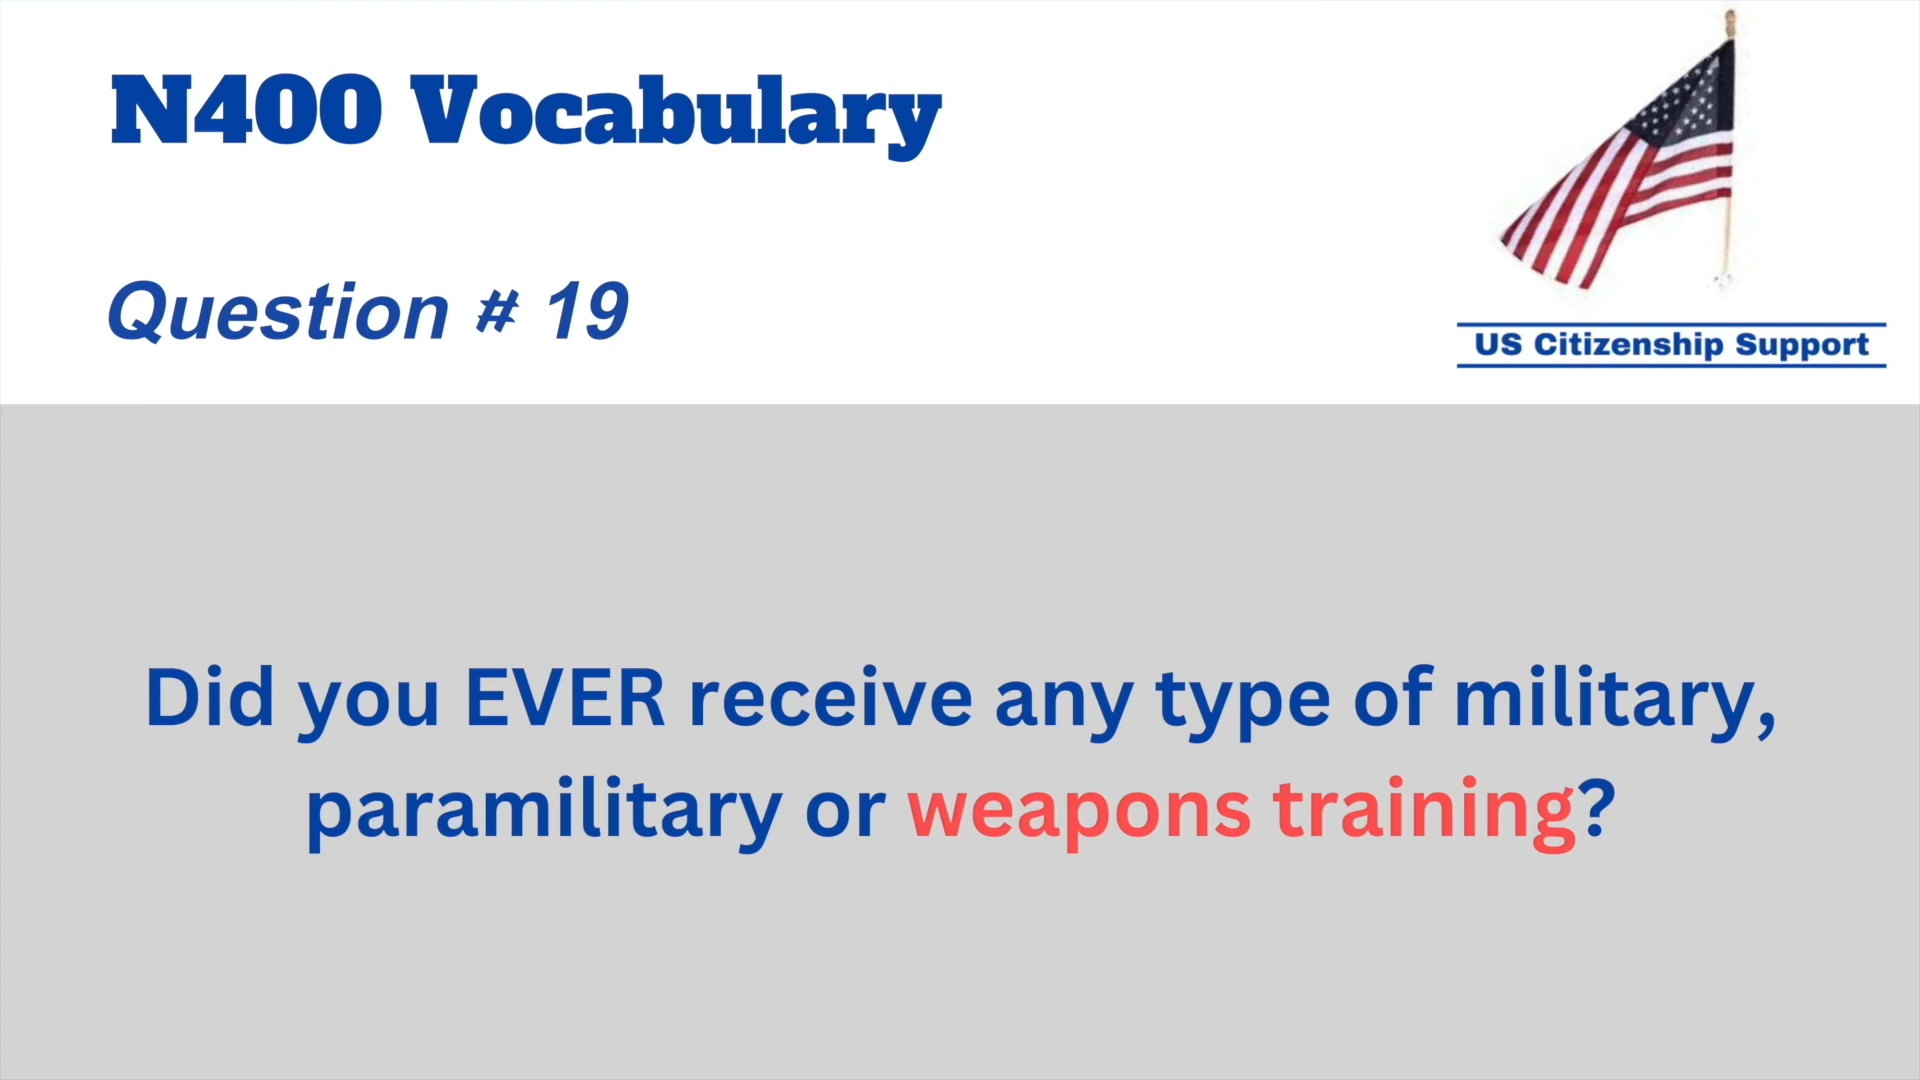 N400 Vocabulary
Question # 19
US Citizenship Support
Did you EVER receive any type of military,
paramilitary or weapons training?